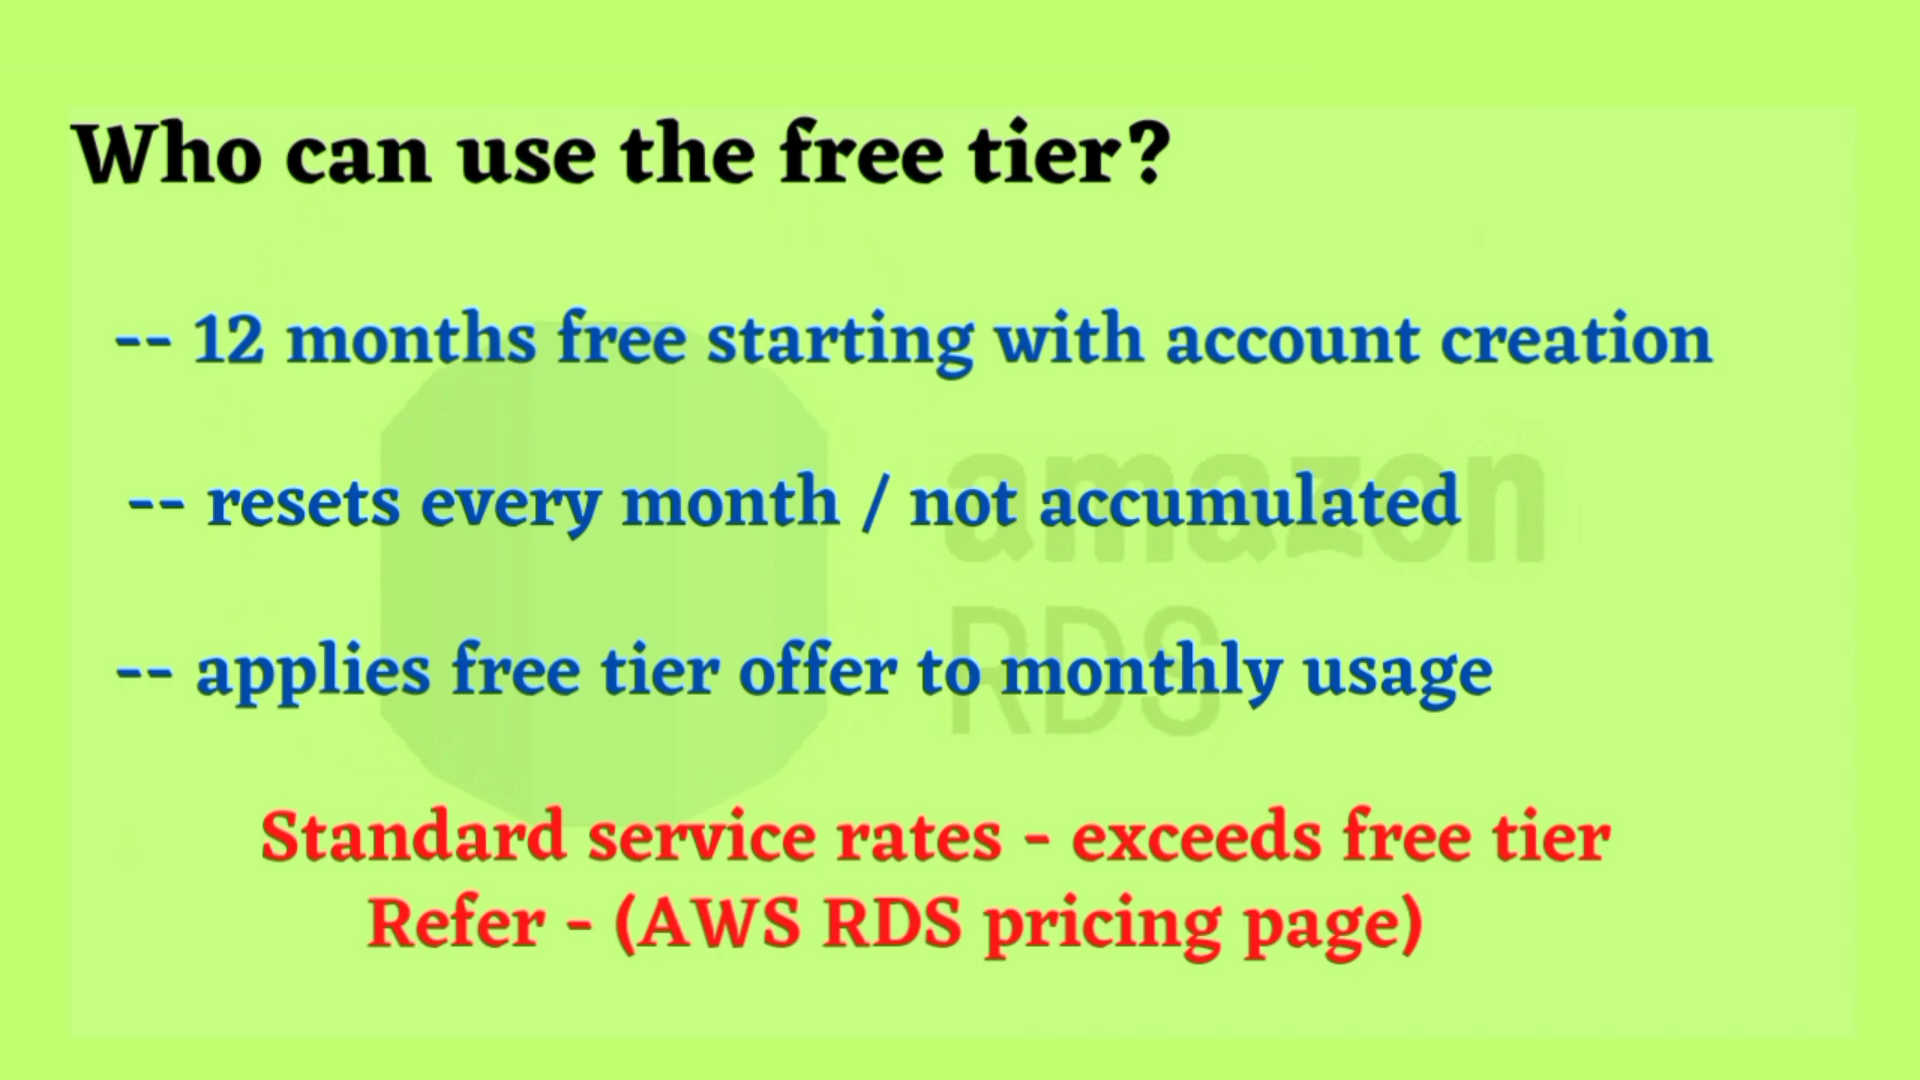 Who can use the free tier?
-- 12 months free starting with account creation
-- resets every month / not accumulated
amazon
RDS
-- applies free tier offer to monthly usage
Standard service rates - exceeds free tier
Refer - (AWS RDS pricing page)